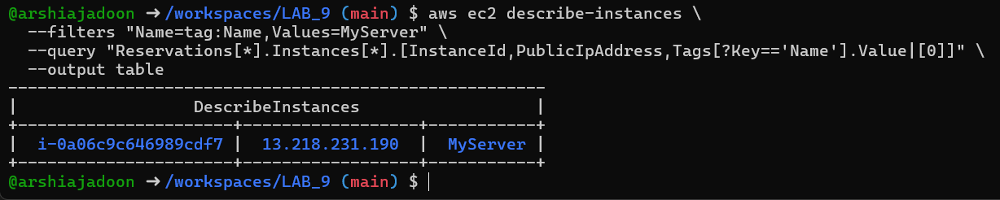 @arshiajadoon ➜ /workspaces/LAB_9 (main) $ aws ec2 describe-instances \
  --filters "Name=tag:Name,Values=MyServer" \
  --query "Reservations[*].Instances[*].[InstanceId,PublicIpAddress,Tags[?Key=='Name'].Value|[0]]" \
  --output table
-------------------------------------------------------
|                  DescribeInstances                  |
+----------------------+------------------+-----------+
|  i-0a06c9c646989cdf7 |  13.218.231.190  |  MyServer |
+----------------------+------------------+-----------+
@arshiajadoon ➜ /workspaces/LAB_9 (main) $